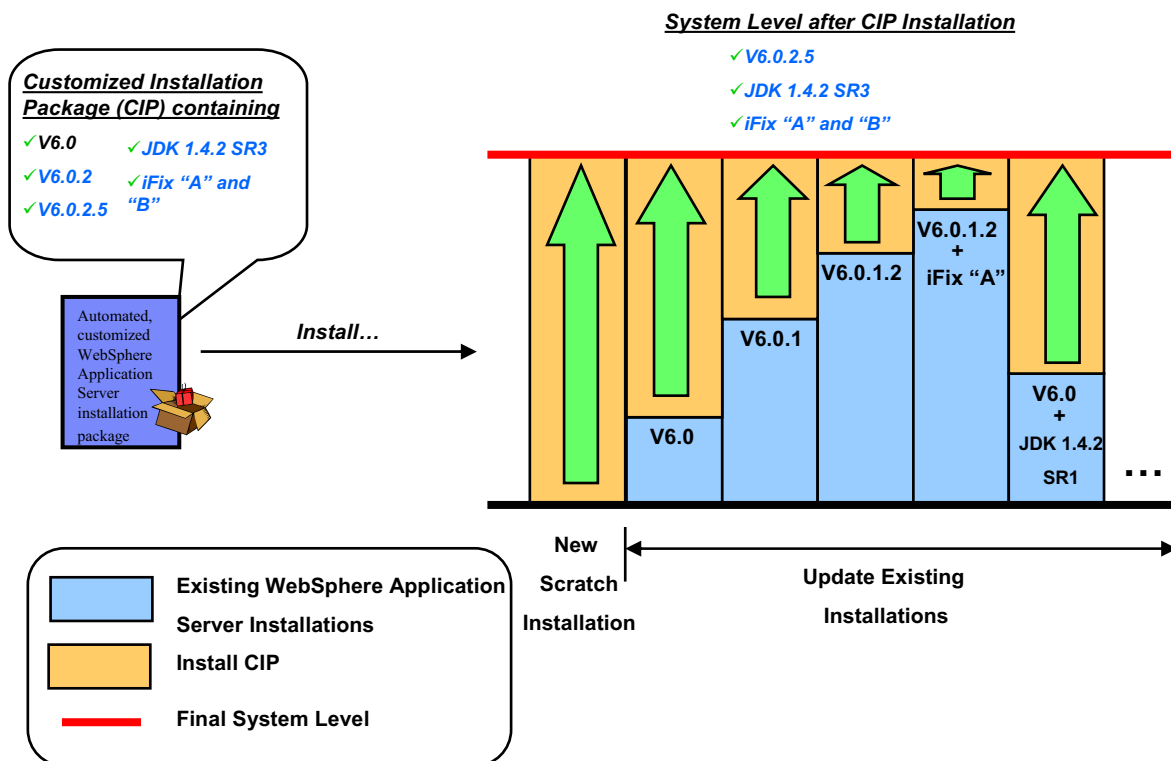 System Level after CIP Installation
✓V6.0.2.5
✓JDK 1.4.2 SR3
✓iFix “A” and “B”
Customized Installation
Package (CIP) containing
✓V6.0
✓V6.0.2
✓V6.0.2.5
✓JDK 1.4.2 SR3
✓iFix “A” and
“B”
Automated,
customized
WebSphere
Application
Server
installation
package
Install…
V6.0
V6.0.1
V6.0.1.2
V6.0.1.2
+
iFix “A”
V6.0
+
JDK 1.4.2
SR1
…
New
Scratch
Installation
Update Existing
Installations
Existing WebSphere Application
Server Installations
Install CIP
Final System Level